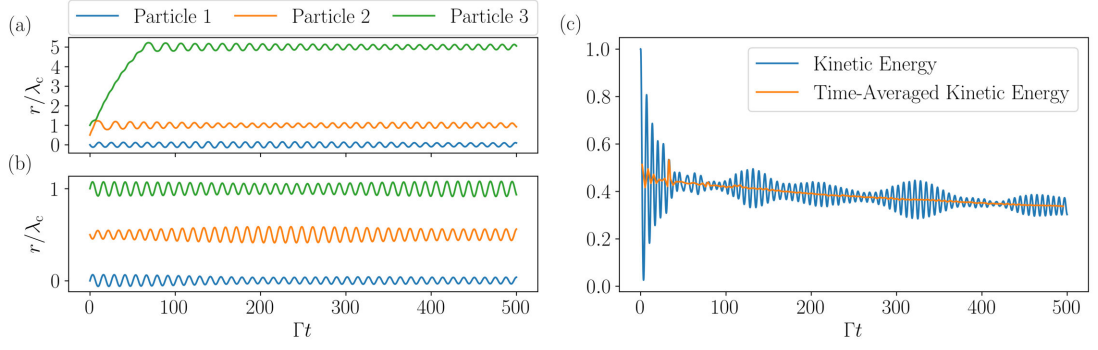 (a)
Particle 1 Particle 2 Particle 3
5
4
3
2
1
0
r/λc
(b)
1
0
r/λc
0 100 200 300 400 500
Γt
(c)
Kinetic Energy
Time-Averaged Kinetic Energy
1.0
0.8
0.6
0.4
0.2
0.0
0 100 200 300 400 500
Γt